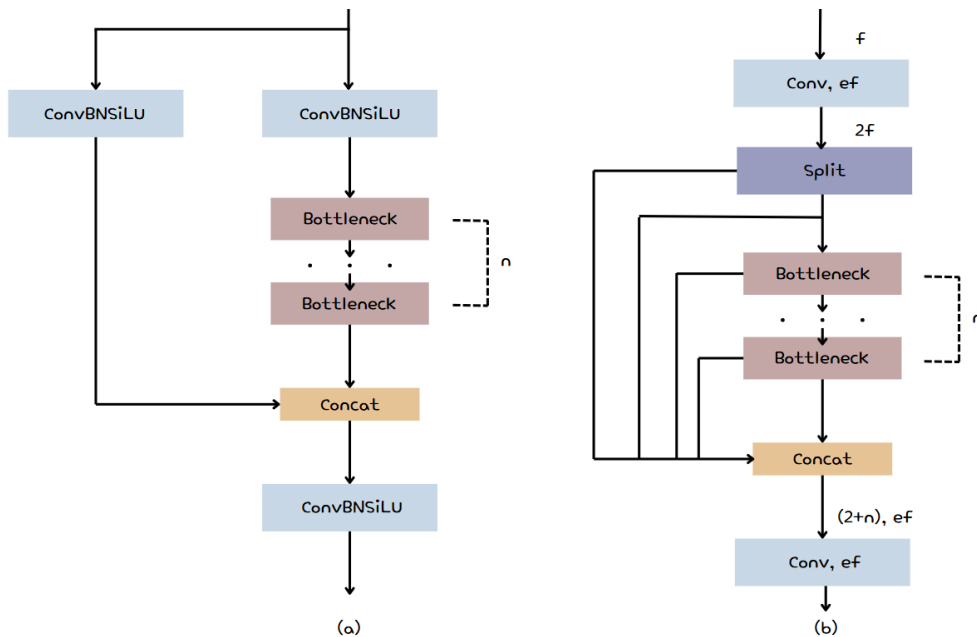 ConvBNSiLU
ConvBNSiLU
Bottleneck
n
Bottleneck
Concat
ConvBNSiLU
(a)
f
Conv, ef
2f
Split
Bottleneck
n
Bottleneck
Concat
(2+n), ef
Conv, ef
(b)